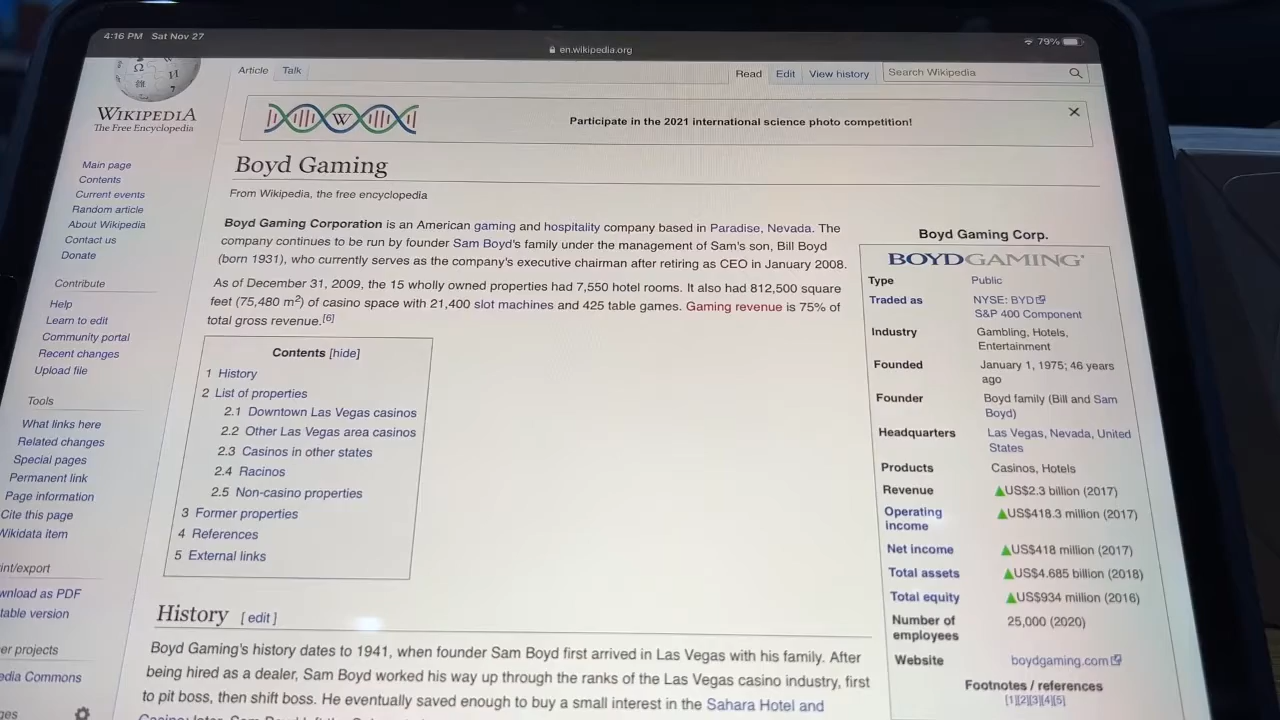 4:16 PM Sat Nov 27
en.wikipedia.org
79%
WIKIPEDIA
The Free Encyclopedia
Article Talk
Read Edit View history
Search Wikipedia
W
Participate in the 2021 international science photo competition!
Main page
Contents
Current events
Random article
About Wikipedia
Contact us
Donate
Contribute
Help
Learn to edit
Community portal
Recent changes
Upload file
Tools
What links here
Related changes
Special pages
Permanent link
Page information
Cite this page
Wikidata item
int/export
wnload as PDF
table version
er projects
edia Commons
ges
Boyd Gaming
From Wikipedia, the free encyclopedia
Boyd Gaming Corporation is an American gaming and hospitality company based in Paradise, Nevada. The
company continues to be run by founder Sam Boyd's family under the management of Sam's son, Bill Boyd
(born 1931), who currently serves as the company's executive chairman after retiring as CEO in January 2008.
As of December 31, 2009, the 15 wholly owned properties had 7,550 hotel rooms. It also had 812,500 square
feet (75,480 m²) of casino space with 21,400 slot machines and 425 table games. Gaming revenue is 75% of
total gross revenue.[6]
Contents [hide]
1 History
2 List of properties
2.1 Downtown Las Vegas casinos
2.2 Other Las Vegas area casinos
2.3 Casinos in other states
2.4 Racinos
2.5 Non-casino properties
3 Former properties
4 References
5 External links
History [ edit ]
Boyd Gaming's history dates to 1941, when founder Sam Boyd first arrived in Las Vegas with his family. After
being hired as a dealer, Sam Boyd worked his way up through the ranks of the Las Vegas casino industry, first
to pit boss, then shift boss. He eventually saved enough to buy a small interest in the Sahara Hotel and
Boyd Gaming Corp.
BOYDGAMING
Type Public
Traded as NYSE: BYD
S&P 400 Component
Industry Gambling, Hotels,
Entertainment
Founded January 1, 1975; 46 years
ago
Founder Boyd family (Bill and Sam
Boyd)
Headquarters Las Vegas, Nevada, United
States
Products Casinos, Hotels
Revenue ▲US$2.3 billion (2017)
Operating ▲US$418.3 million (2017)
income
Net income ▲US$418 million (2017)
Total assets ▲US$4.685 billion (2018)
Total equity ▲US$934 million (2016)
Number of 25,000 (2020)
employees
Website boydgaming.com
Footnotes / references
[1][2][3][4][5]